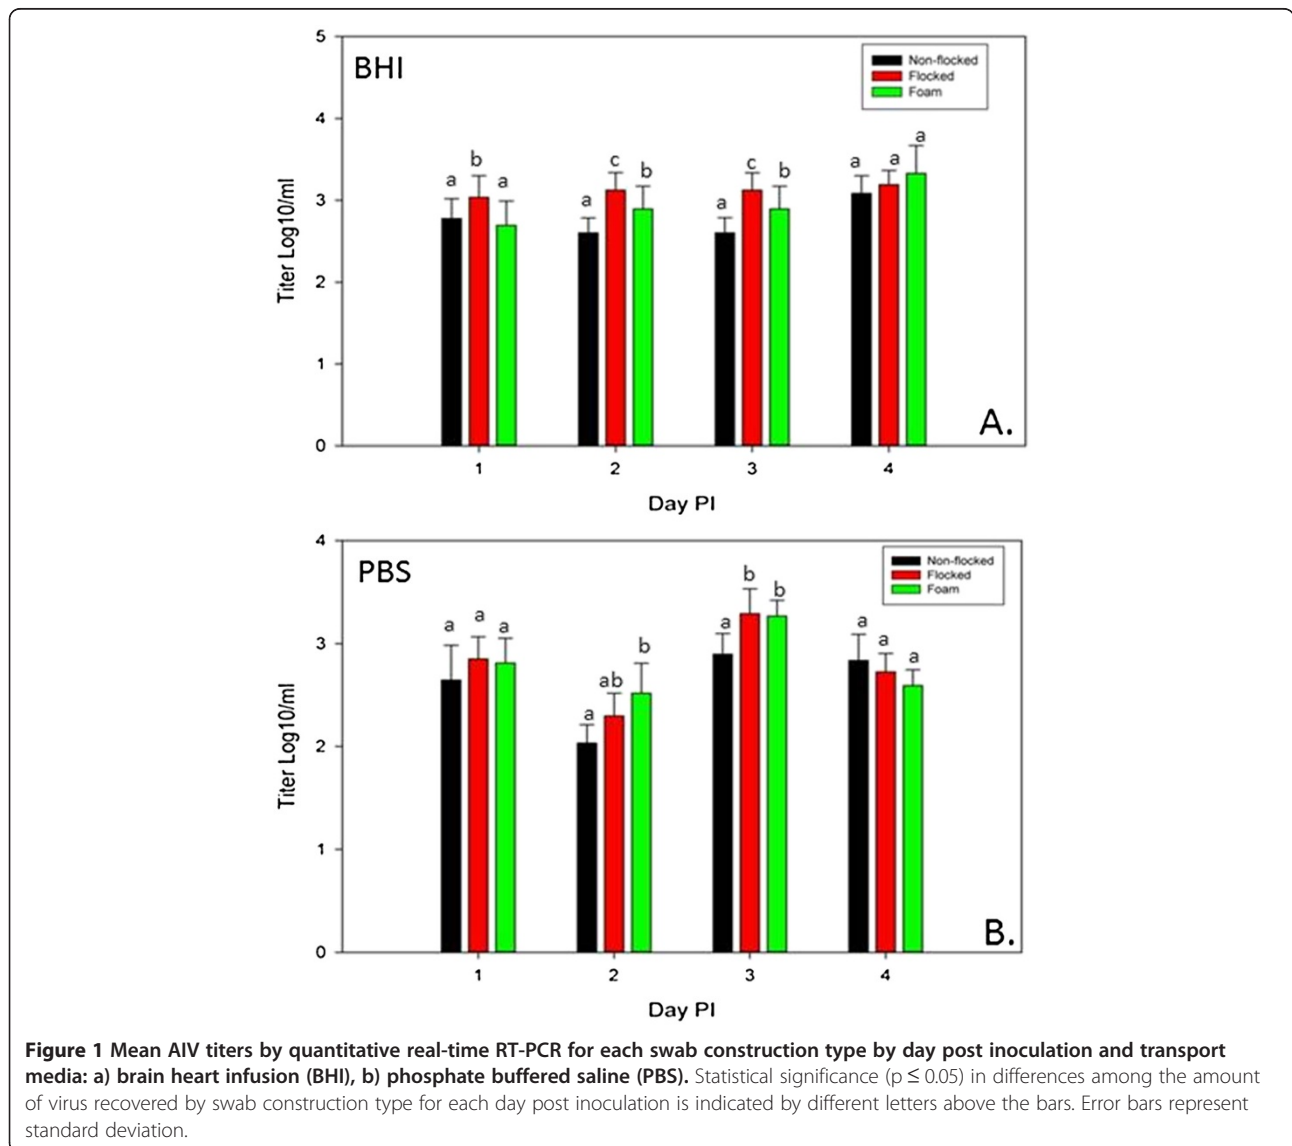 5
BHI
Non-flocked
Flocked
Foam
4
a b a
a c b
a c b
a a a
3
2
1
0
Titer Log10/ml
A.
1 2 3 4
Day PI
4
PBS
Non-flocked
Flocked
Foam
a a a
a ab b
a b b
a a a
3
2
1
0
Titer Log10/ml
B.
1 2 3 4
Day PI
Figure 1 Mean AIV titers by quantitative real-time RT-PCR for each swab construction type by day post inoculation and transport
media: a) brain heart infusion (BHI), b) phosphate buffered saline (PBS). Statistical significance (p ≤ 0.05) in differences among the amount
of virus recovered by swab construction type for each day post inoculation is indicated by different letters above the bars. Error bars represent
standard deviation.